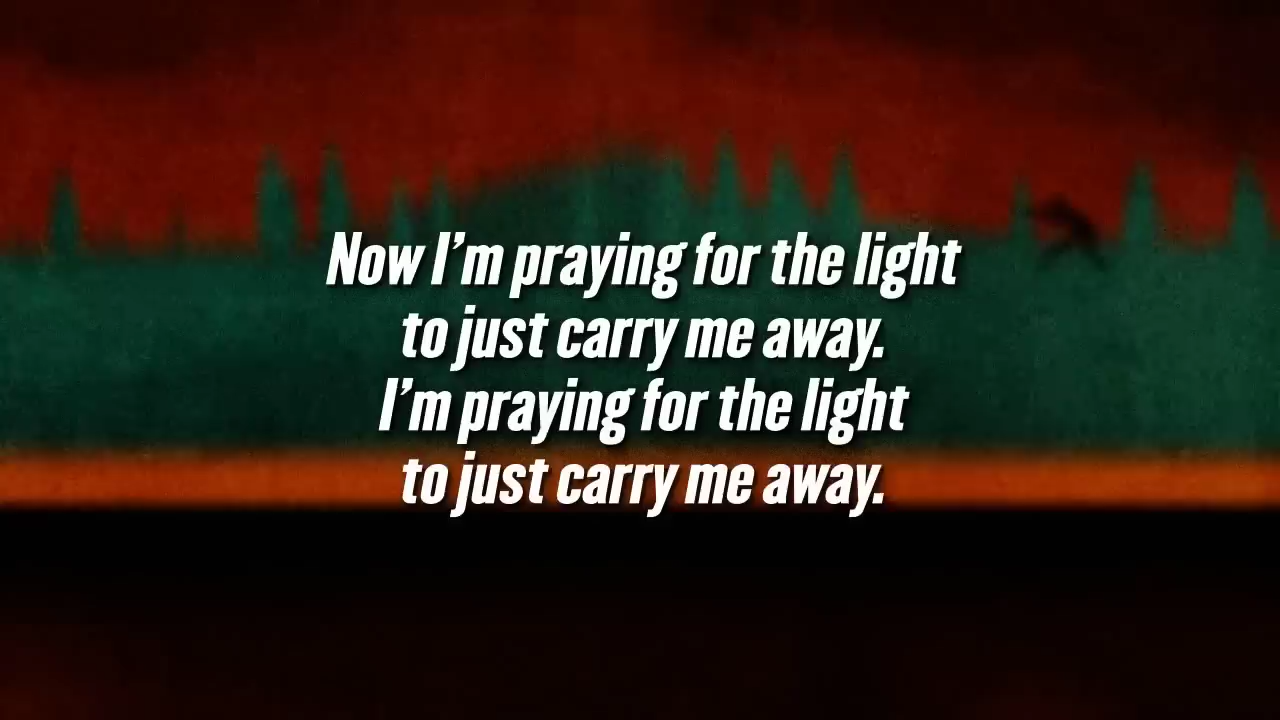 Now I’m praying for the light
to just carry me away.
I’m praying for the light
to just carry me away.